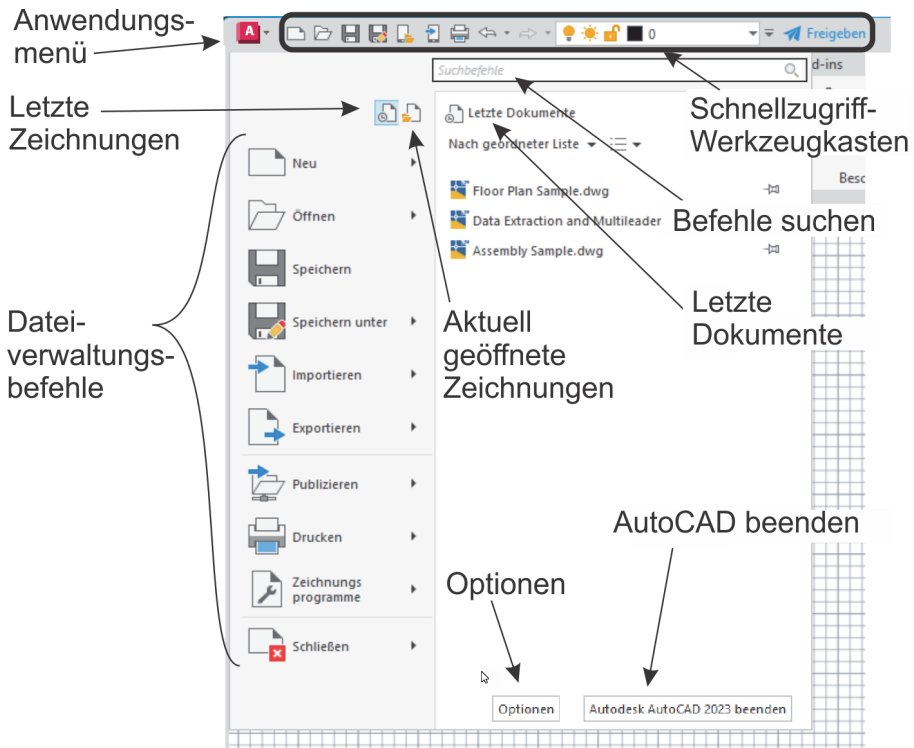 Anwendungs-
menü
A
0
Freigeben
Suchbefehle
d-ins
Letzte
Zeichnungen
Letzte Dokumente
Schnellzugriff-
Werkzeugkasten
Nach geordneter Liste
Neu
Besc
Floor Plan Sample.dwg
Öffnen
Data Extraction and Multileader
Befehle suchen
Assembly Sample.dwg
Speichern
Datei-
verwaltungs-
befehle
Speichern unter
Aktuell
geöffnete
Zeichnungen
Letzte
Dokumente
Importieren
Exportieren
Publizieren
AutoCAD beenden
Drucken
Zeichnungs
programme
Optionen
Schließen
Optionen
Autodesk AutoCAD 2023 beenden